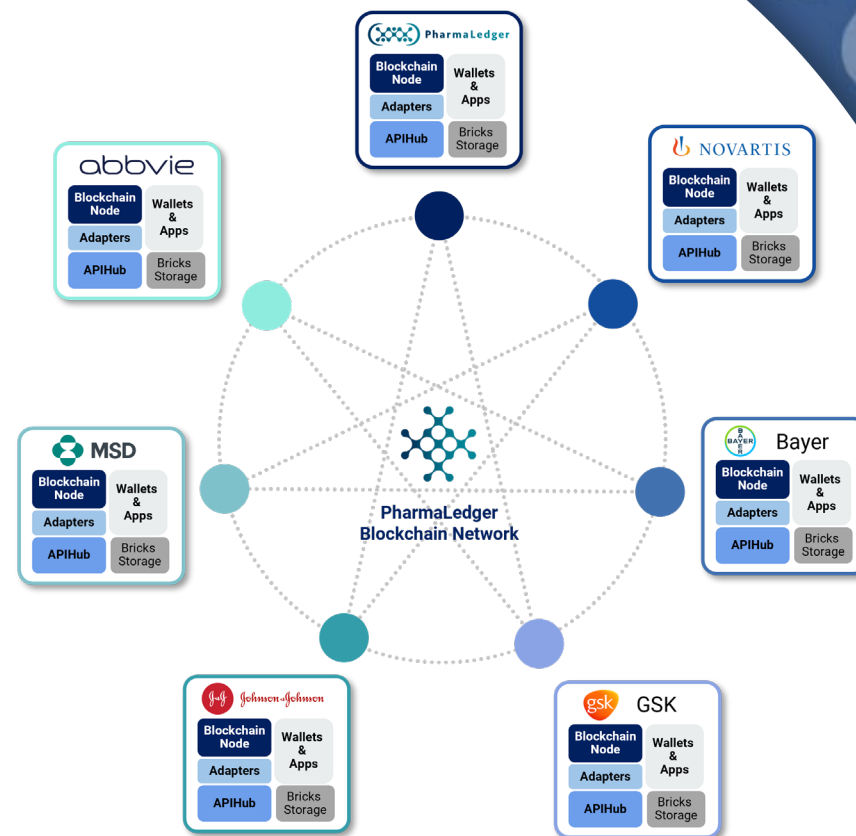 PharmaLedger
Blockchain
Node
Wallets
&
Apps
Adapters
APIHub
Bricks
Storage
abbvie
Blockchain
Node
Wallets
&
Apps
Adapters
APIHub
Bricks
Storage
NOVARTIS
Blockchain
Node
Wallets
&
Apps
Adapters
APIHub
Bricks
Storage
MSD
Blockchain
Node
Wallets
&
Apps
Adapters
APIHub
Bricks
Storage
BAYER
BAYER
Bayer
Blockchain
Node
Wallets
&
Apps
Adapters
APIHub
Bricks
Storage
PharmaLedger
Blockchain Network
J&J
Johnson&Johnson
Blockchain
Node
Wallets
&
Apps
Adapters
APIHub
Bricks
Storage
gsk
GSK
Blockchain
Node
Wallets
&
Apps
Adapters
APIHub
Bricks
Storage